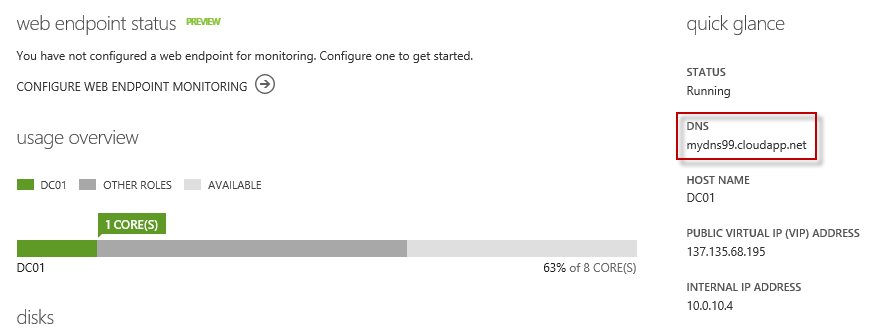 web endpoint status PREVIEW
You have not configured a web endpoint for monitoring. Configure one to get started.
CONFIGURE WEB ENDPOINT MONITORING
usage overview
DC01 OTHER ROLES AVAILABLE
1 CORE(S)
DC01 63% of 8 CORE(S)
disks
quick glance
STATUS
Running
DNS
mydns99.cloudapp.net
HOST NAME
DC01
PUBLIC VIRTUAL IP (VIP) ADDRESS
137.135.68.195
INTERNAL IP ADDRESS
10.0.10.4